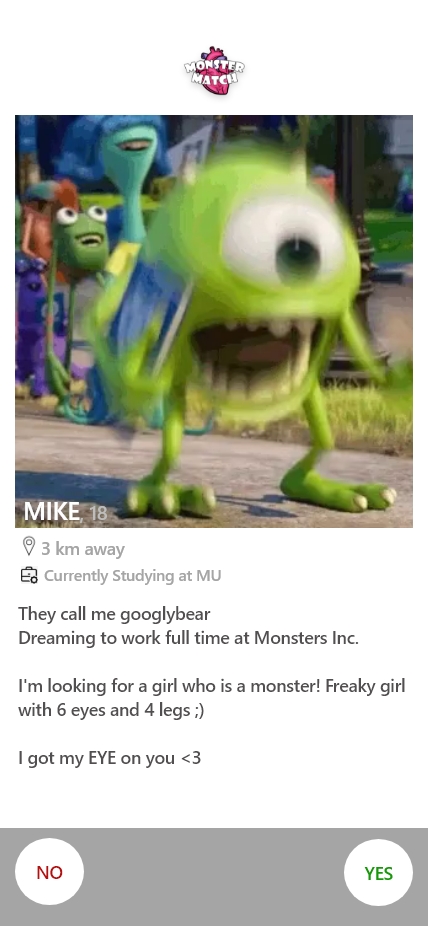 MONSTER
MATCH
MIKE, 18
3 km away
Currently Studying at MU
They call me googlybear
Dreaming to work full time at Monsters Inc.
I'm looking for a girl who is a monster! Freaky girl
with 6 eyes and 4 legs ;)
I got my EYE on you <3
NO
YES